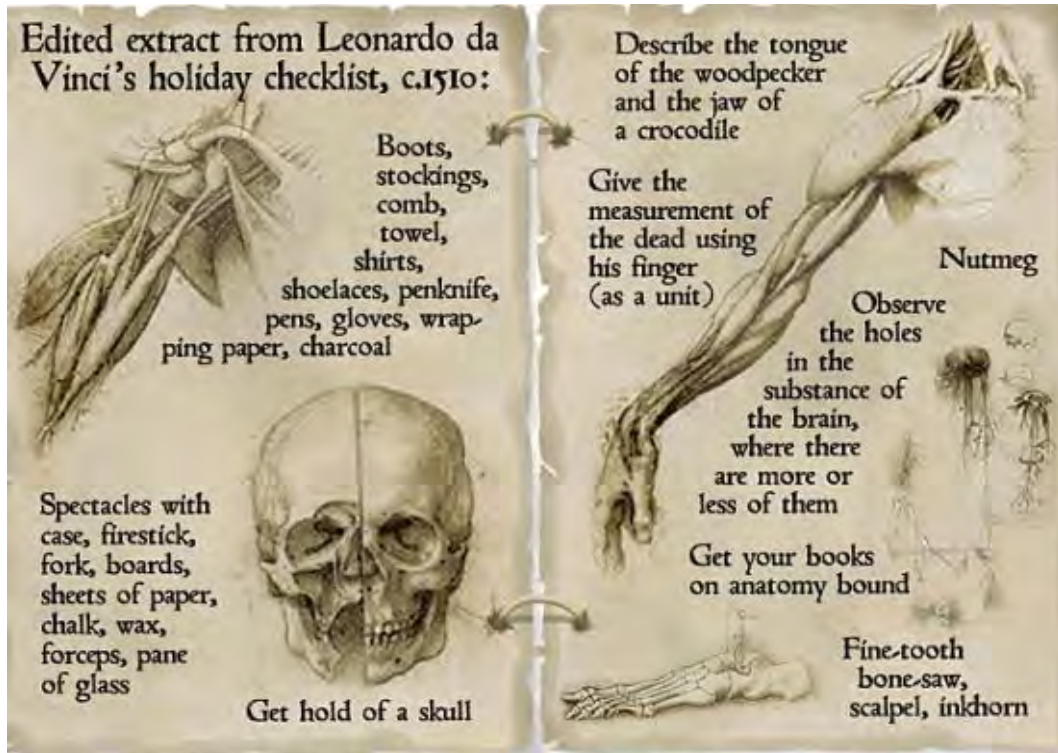 Edited extract from Leonardo da
Vinci's holiday checklist, c.1510:
Boots,
stockings,
comb,
towel,
shirts,
shoelaces, penknife,
pens, gloves, wrap-
ping paper, charcoal
Spectacles with
case, firestick,
fork, boards,
sheets of paper,
chalk, wax,
forceps, pane
of glass
Get hold of a skull
Describe the tongue
of the woodpecker
and the jaw of
a crocodile
Give the
measurement of
the dead using
his finger
(as a unit)
Nutmeg
Observe
the holes
in the
substance of
the brain,
where there
are more or
less of them
Get your books
on anatomy bound
Fine-tooth
bone-saw,
scalpel, inkhorn